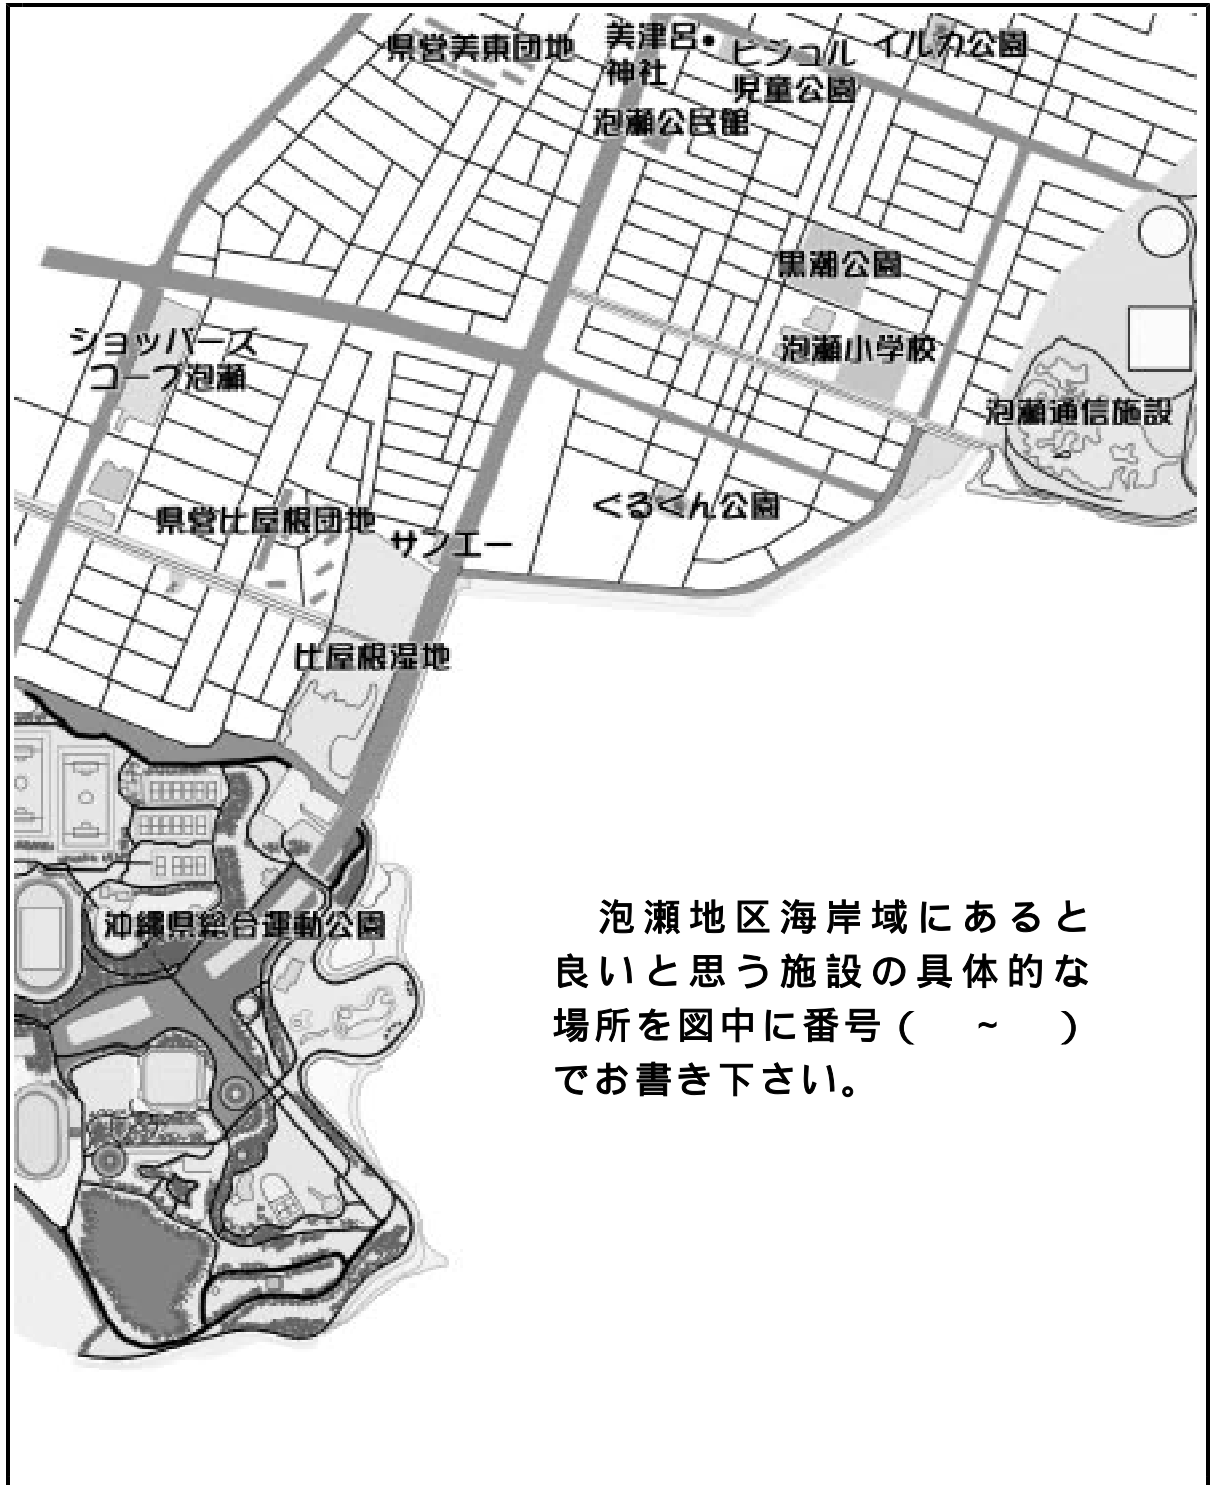 県営美東団地
美津呂
神社
ビジュル
児童公園
イルカ公園
泡瀬公民館
黒潮公園
泡瀬小学校
ショッパーズ
コープ泡瀬
泡瀬通信施設
くるくん公園
県営比屋根団地
サンエー
比屋根湿地
沖縄県総合運動公園
泡瀬地区海岸域にあると
良いと思う施設の具体的な
場所を図中に番号(　~　)
でお書き下さい。